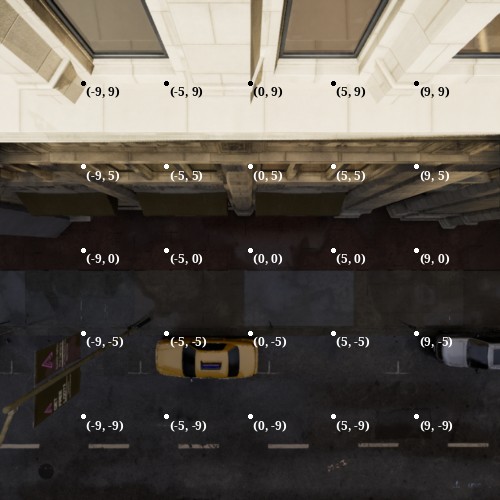 (-9, 9) (-5, 9) (0, 9) (5, 9) (9, 9)
(-9, 5) (-5, 5) (0, 5) (5, 5) (9, 5)
(-9, 0) (-5, 0) (0, 0) (5, 0) (9, 0)
(-9, -5) (-5, -5) (0, -5) (5, -5) (9, -5)
(-9, -9) (-5, -9) (0, -9) (5, -9) (9, -9)